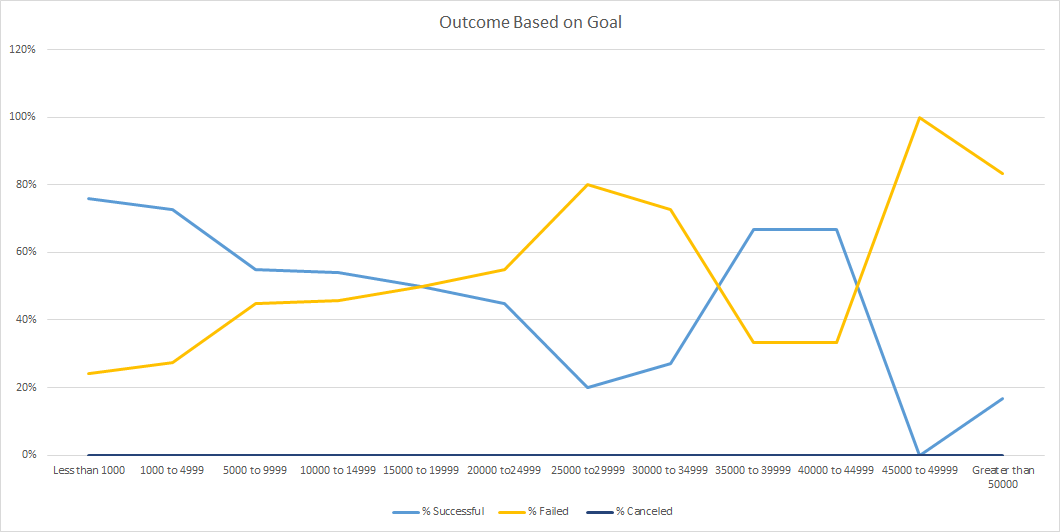 Outcome Based on Goal
120%
100%
80%
60%
40%
20%
0%
Less than 1000 1000 to 4999 5000 to 9999 10000 to 14999 15000 to 19999 20000 to24999 25000 to29999 30000 to 34999 35000 to 39999 40000 to 44999 45000 to 49999 Greater than
50000
% Successful % Failed % Canceled